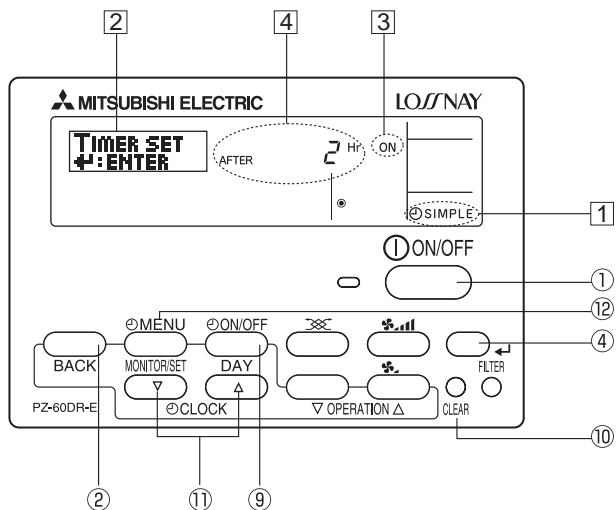 2 4 3
MITSUBISHI ELECTRIC LOSSNAY
TIMER SET
↵:ENTER
AFTER 2 Hr ON
SIMPLE
1
ON/OFF
①
⑫
MENU ON/OFF
④
BACK MONITOR/SET DAY FILTER
PZ-60DR-E CLOCK ▽ OPERATION △ CLEAR
⑩
② ⑪ ⑨